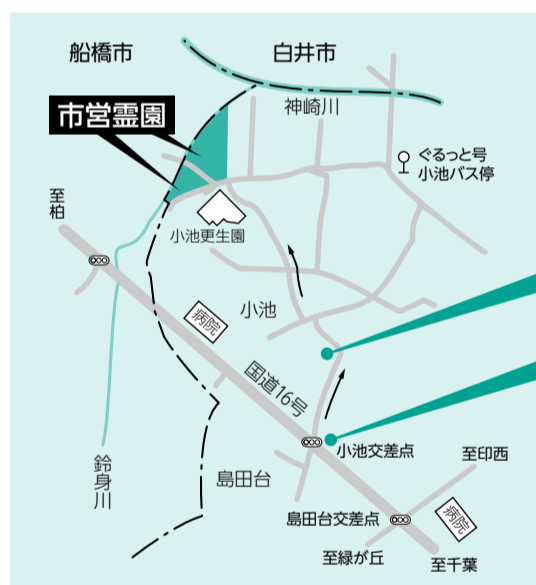 船橋市
白井市
市営霊園
神崎川
ぐるっと号
小池バス停
至柏
小池更生園
小池
病院
国道16号
小池交差点
鈴身川
島田台
至印西
島田台交差点
病院
至緑が丘
至千葉